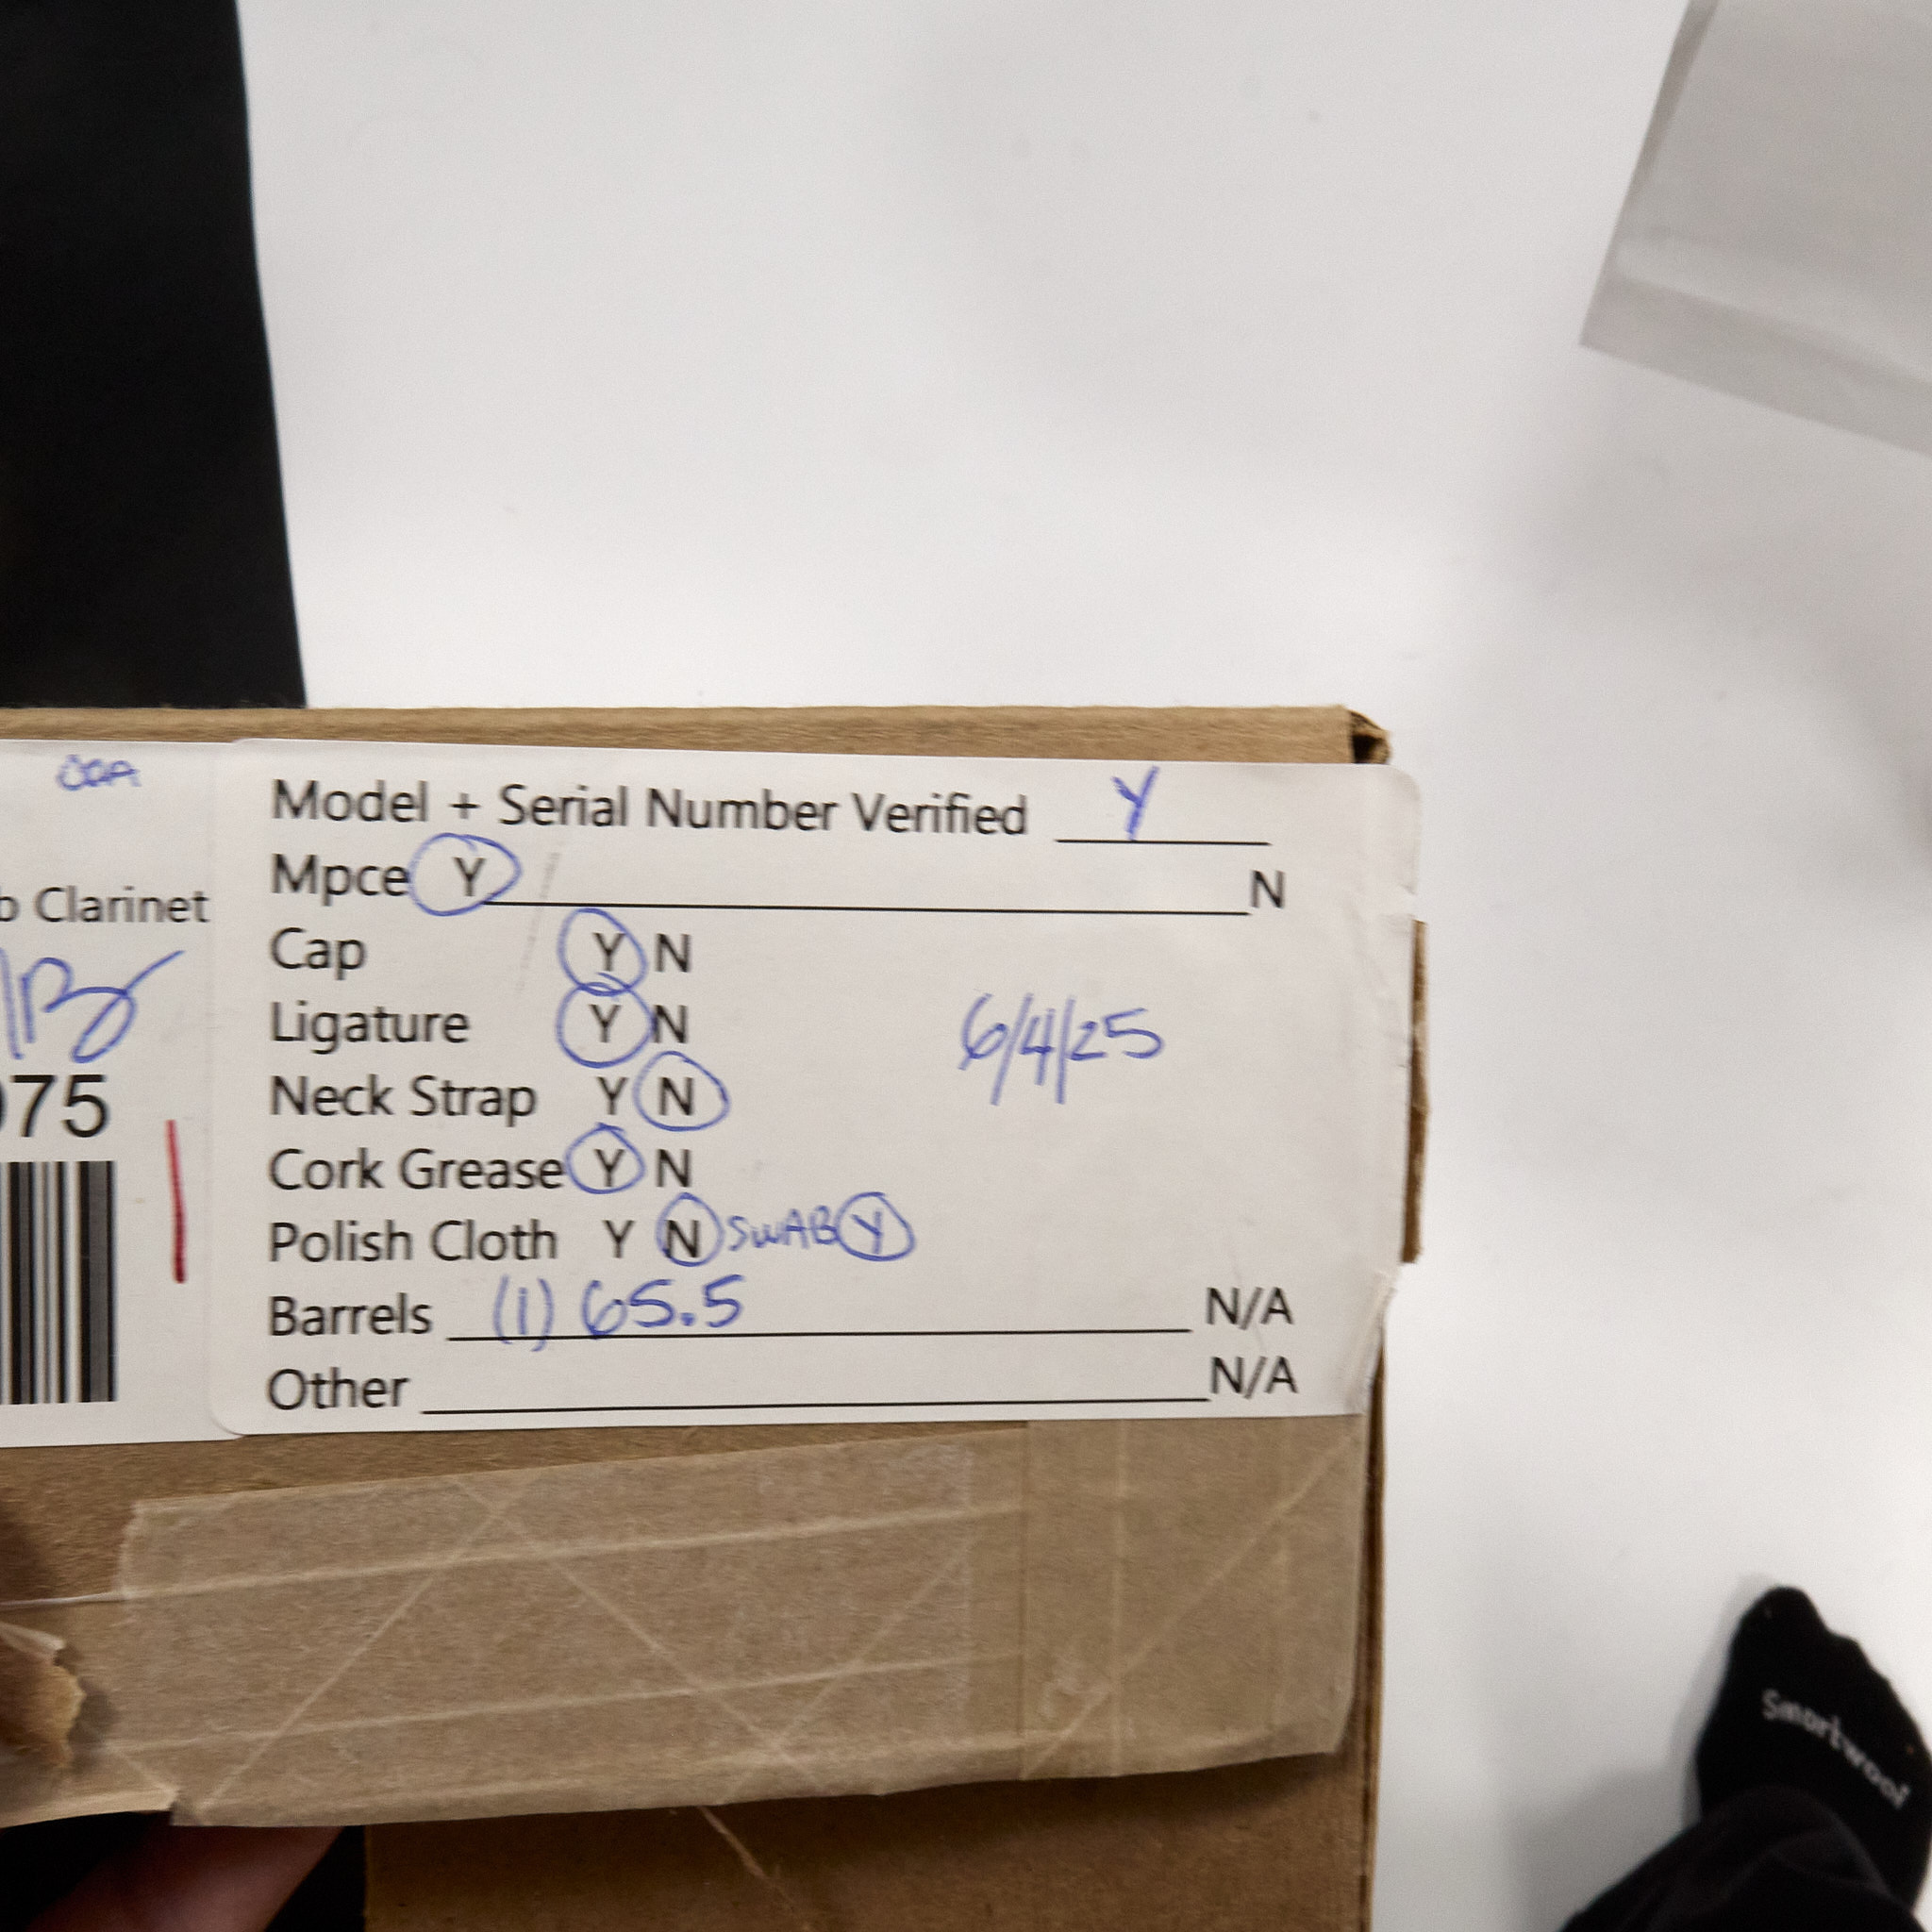 b Clarinet
75
Model + Serial Number Verified Y
Mpce Y N
Cap Y N
Ligature Y N
6/4/25
Neck Strap Y N
Cork Grease Y N
Polish Cloth Y N SWAB Y
Barrels (1) 65.5 N/A
Other N/A
Smartwool